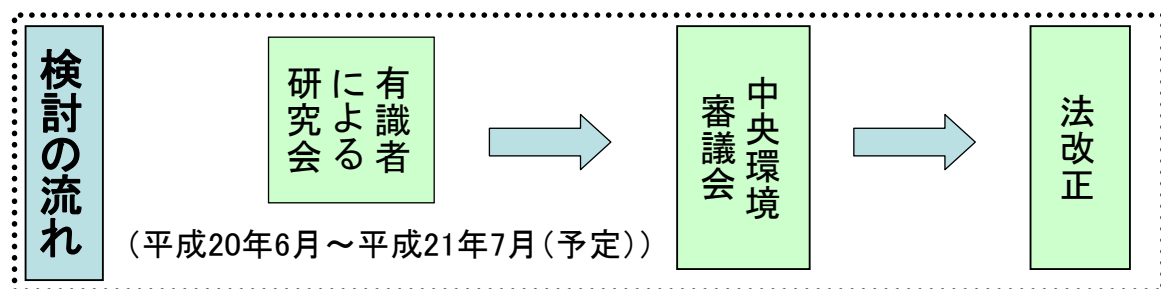 検討の流れ
有識者
による
研究会
(平成20年6月～平成21年7月(予定))
中央環境
審議会
法改正